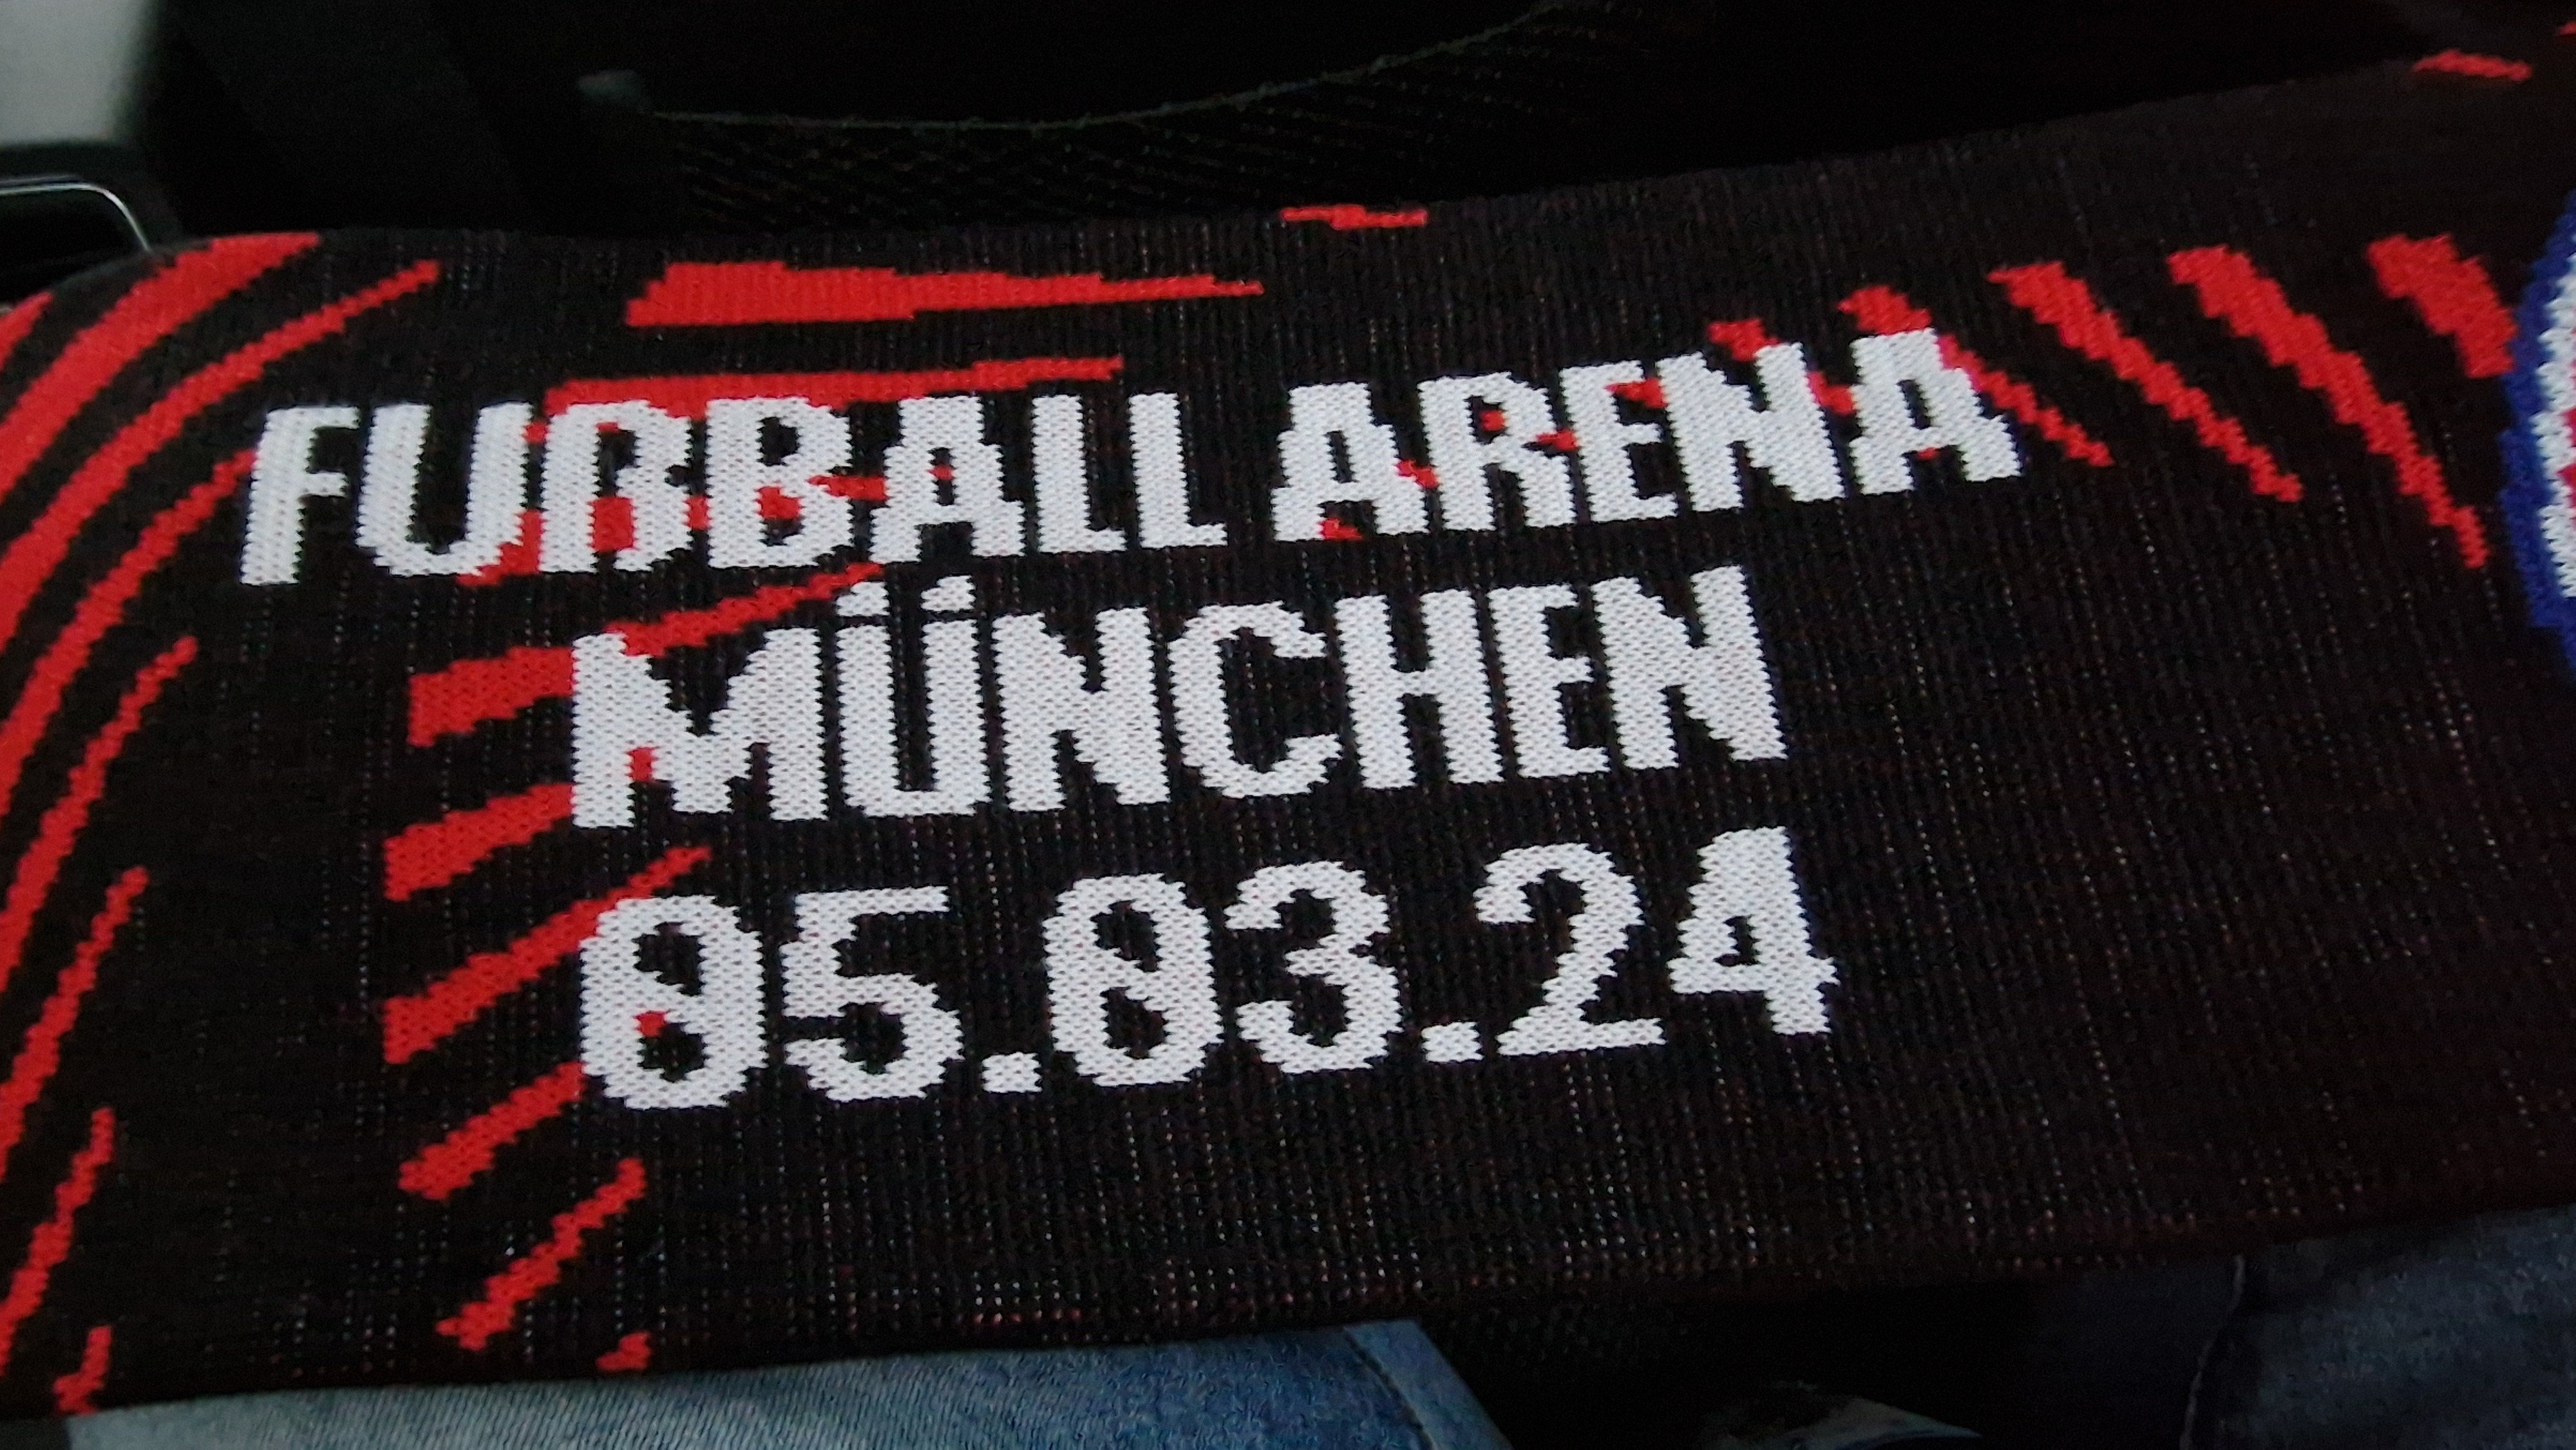 FUßBALL ARENA
MÜNCHEN
05.03.24